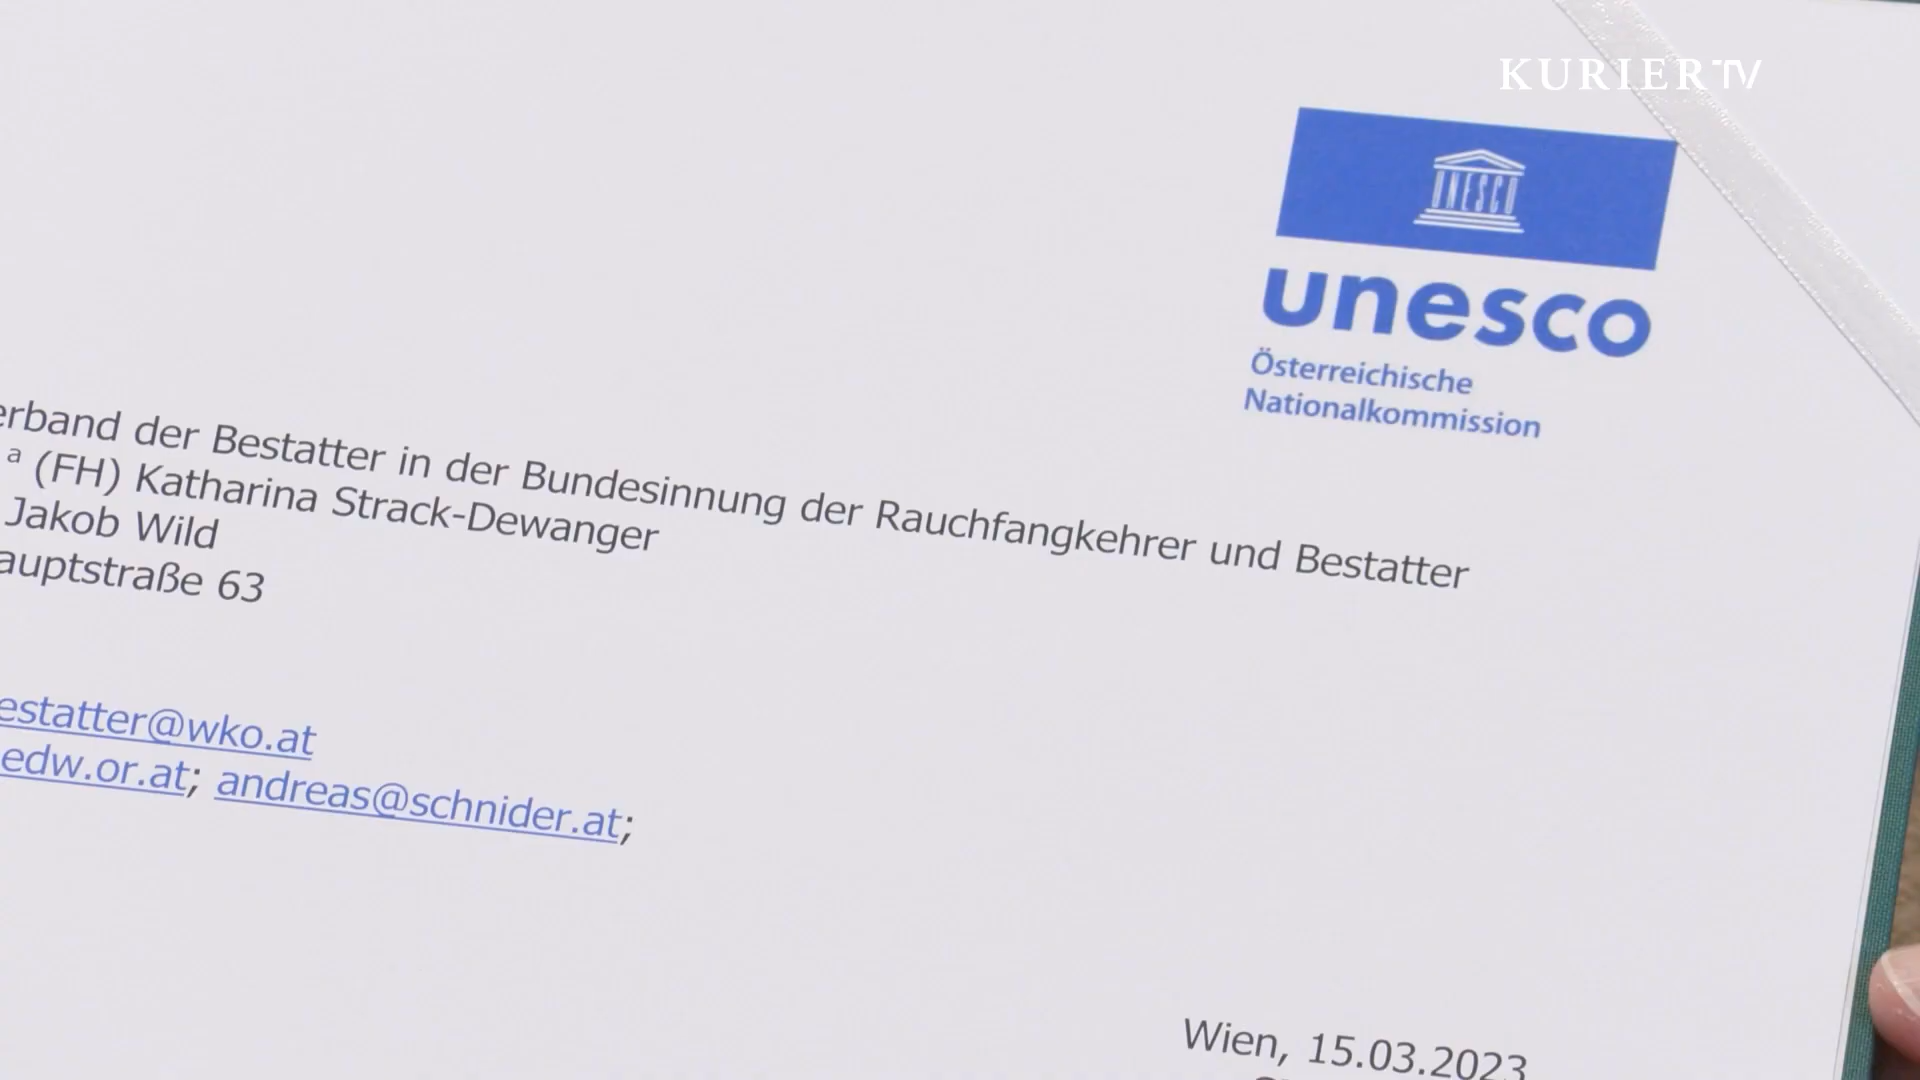 KURIER TV
UNESCO
unesco
Österreichische
Nationalkommission
erband der Bestatter in der Bundesinnung der Rauchfangkehrer und Bestatter
a (FH) Katharina Strack-Dewanger
Jakob Wild
auptstraße 63
estatter@wko.at
edw.or.at; andreas@schnider.at;
Wien, 15.03.2023